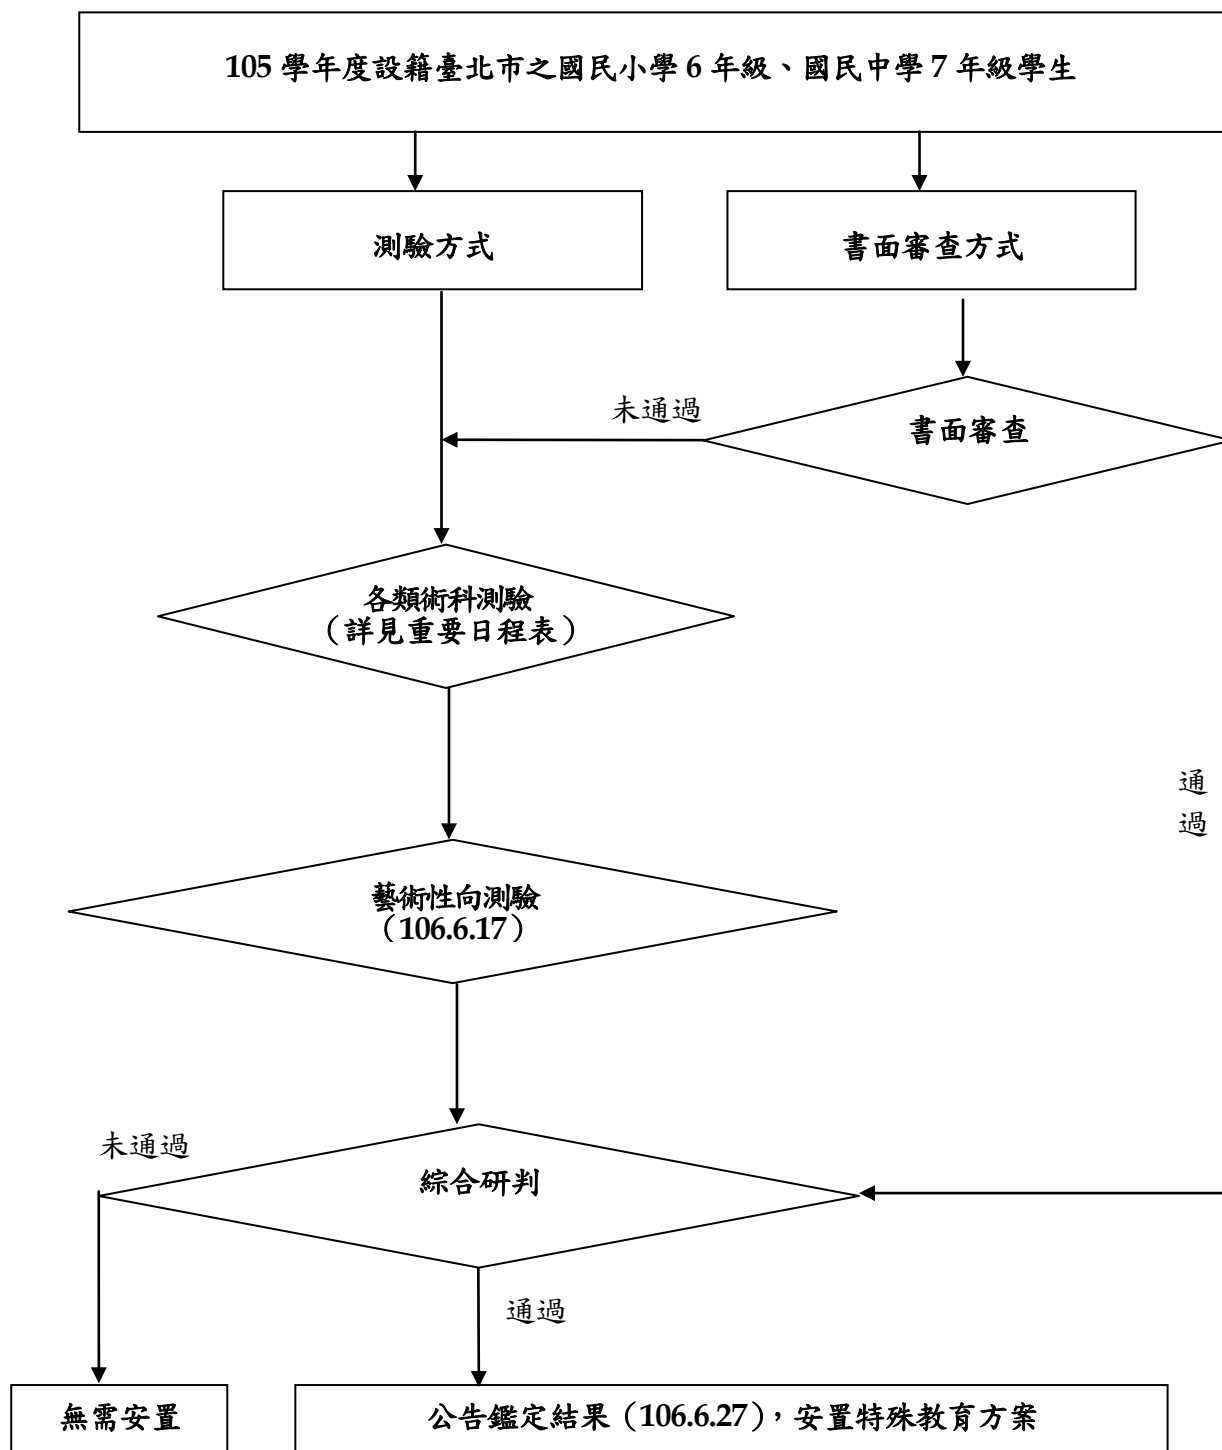 105 學年度設籍臺北市之國民小學 6 年級、國民中學 7 年級學生
測驗方式
書面審查方式
未通過
書面審查
各類術科測驗
（詳見重要日程表）
通
過
藝術性向測驗
（106.6.17）
未通過
綜合研判
通過
無需安置
公告鑑定結果（106.6.27），安置特殊教育方案